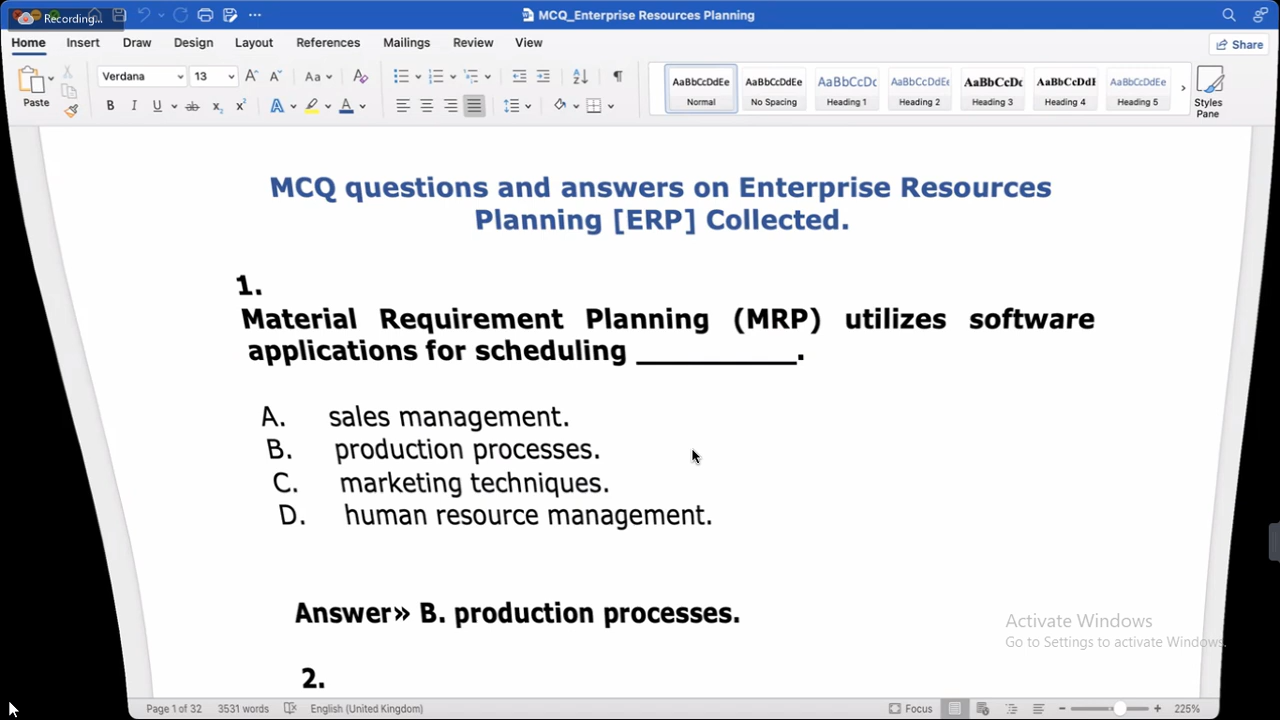 Recording...
MCQ_Enterprise Resources Planning
Home Insert Draw Design Layout References Mailings Review View
Share
Paste
Verdana 13
AaBbCcDdEe AaBbCcDdEe AaBbCcDc AaBbCcDdEe AaBbCcDc AaBbCcDdE AaBbCcDdEe
Normal No Spacing Heading 1 Heading 2 Heading 3 Heading 4 Heading 5
Styles
Pane
MCQ questions and answers on Enterprise Resources
Planning [ERP] Collected.
1.
Material Requirement Planning (MRP) utilizes software
applications for scheduling ___________.
A. sales management.
B. production processes.
C. marketing techniques.
D. human resource management.
Answer» B. production processes.
2.
Activate Windows
Go to Settings to activate Windows.
Page 1 of 32 3531 words English (United Kingdom) Focus 225%